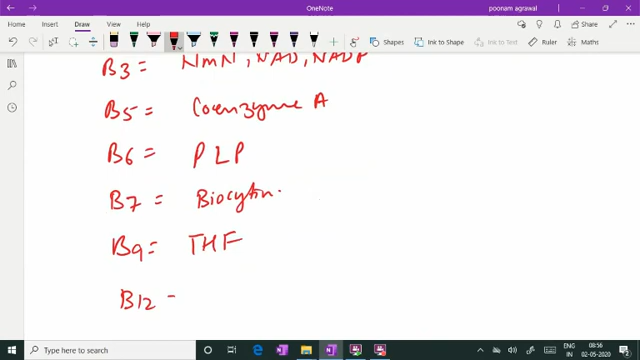 OneNote
poonam agrawal
Home Insert Draw View Help
Shapes Ink to Shape Ink to Text Ruler Maths
B3 = NMN, NAD, NADP
B5 = Coenzyme A
B6 = PLP
B7 = Biocytin.
B9 = THF
B12 =
Type here to search
ENG 08:56
IN 02-05-2020